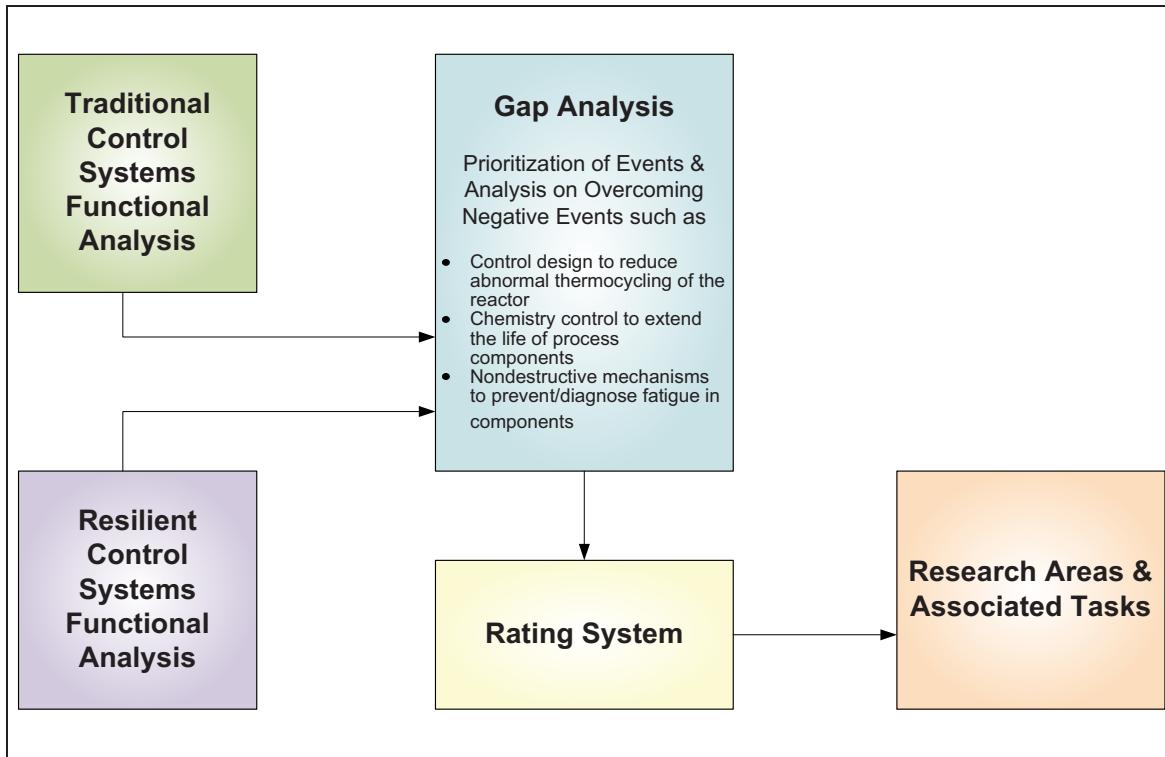 Traditional
Control
Systems
Functional
Analysis
Gap Analysis
Prioritization of Events &
Analysis on Overcoming
Negative Events such as
• Control design to reduce
abnormal thermocycling of the
reactor
• Chemistry control to extend
the life of process
components
• Nondestructive mechanisms
to prevent/diagnose fatigue in
components
Resilient
Control
Systems
Functional
Analysis
Rating System
Research Areas &
Associated Tasks